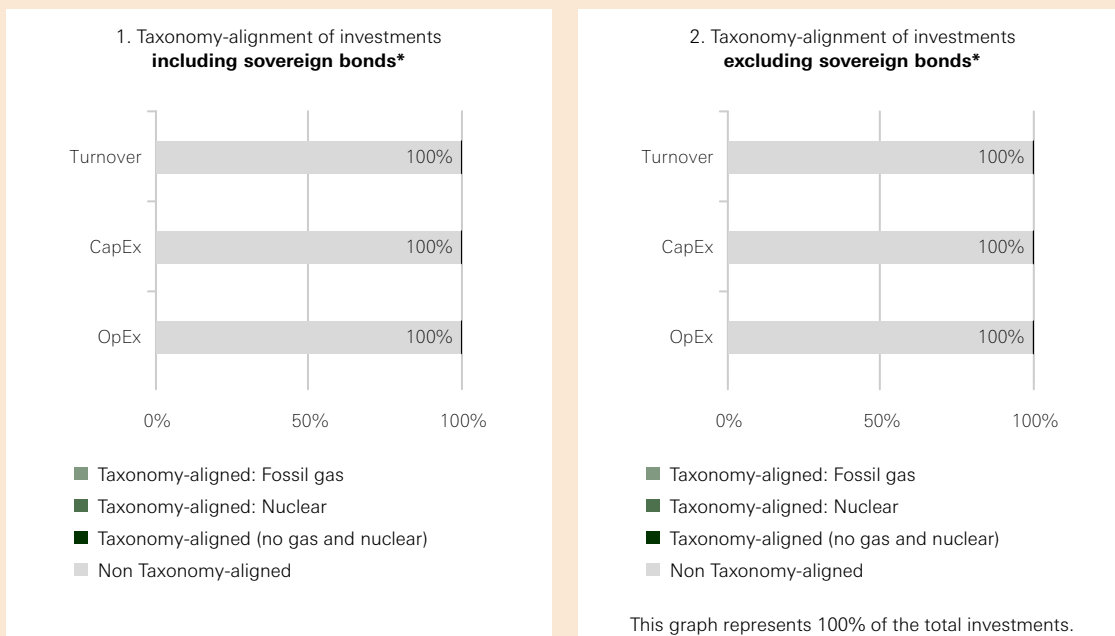 1. Taxonomy-alignment of investments
including sovereign bonds*
Turnover
100%
CapEx
100%
OpEx
100%
0%
50%
100%
Taxonomy-aligned: Fossil gas
Taxonomy-aligned: Nuclear
Taxonomy-aligned (no gas and nuclear)
Non Taxonomy-aligned
2. Taxonomy-alignment of investments
excluding sovereign bonds*
Turnover
100%
CapEx
100%
OpEx
100%
0%
50%
100%
Taxonomy-aligned: Fossil gas
Taxonomy-aligned: Nuclear
Taxonomy-aligned (no gas and nuclear)
Non Taxonomy-aligned
This graph represents 100% of the total investments.